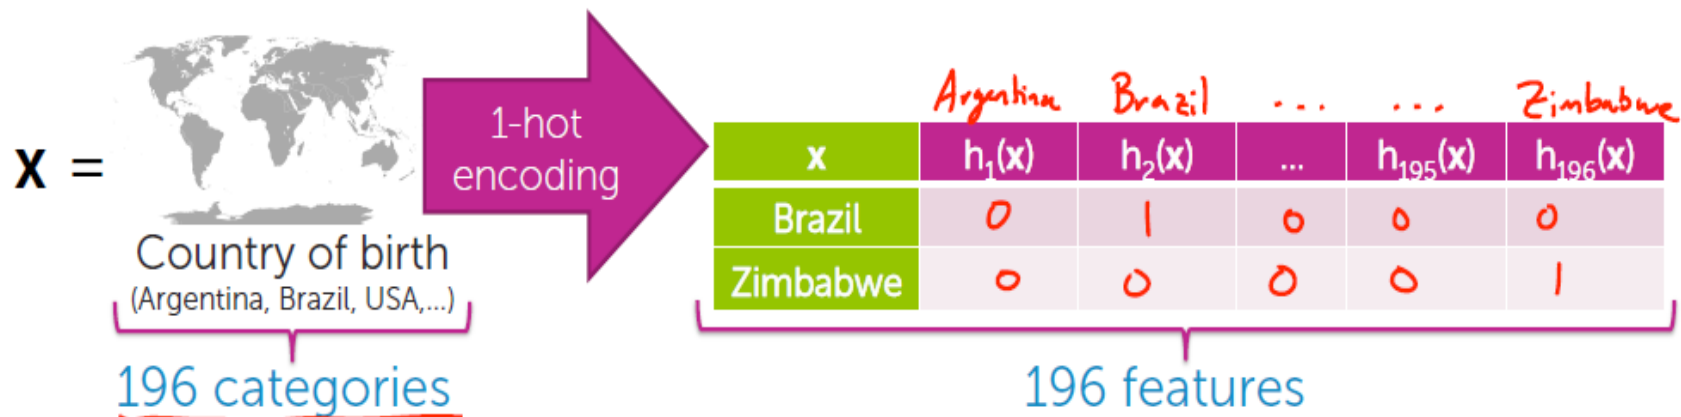 x =
Country of birth
(Argentina, Brazil, USA,...)
196 categories
1-hot
encoding
Argentina Brazil ... ... Zimbabwe
x h1(x) h2(x) ... h195(x) h196(x)
Brazil 0 1 0 0 0
Zimbabwe 0 0 0 0 1
196 features